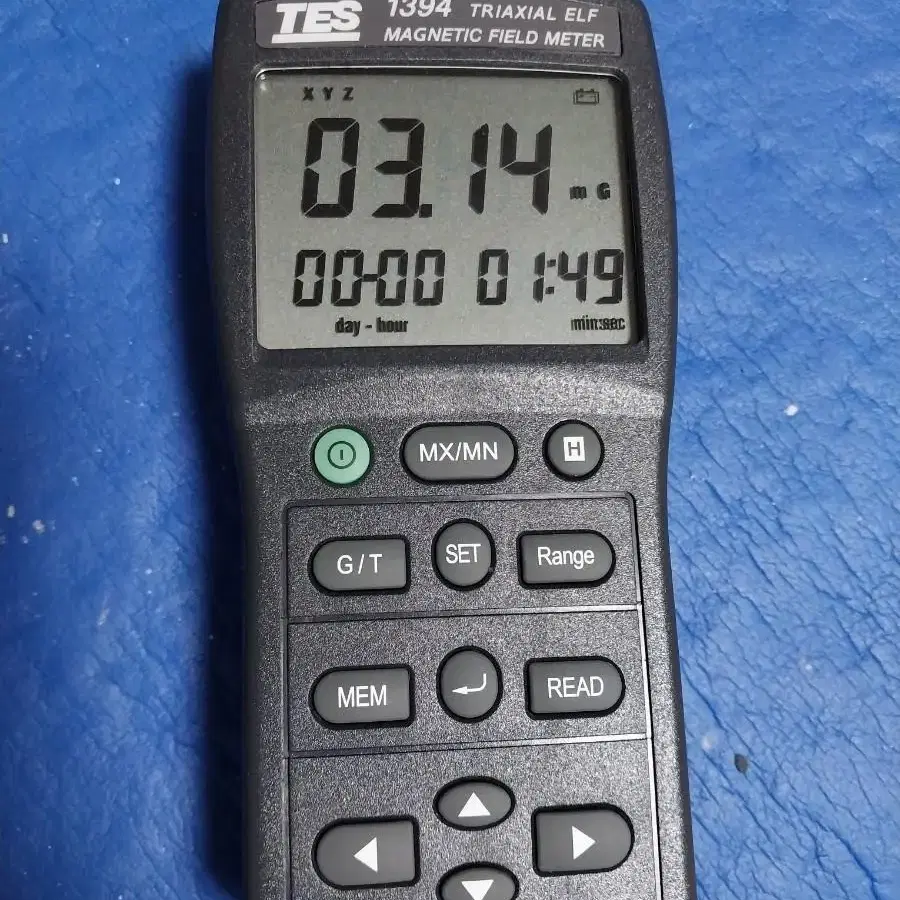 TES 1394 TRIAXIAL ELF
MAGNETIC FIELD METER
X Y Z
03.14 mG
00-00 01:49
day - hour min:sec
MX/MN H
G/T SET Range
MEM READ